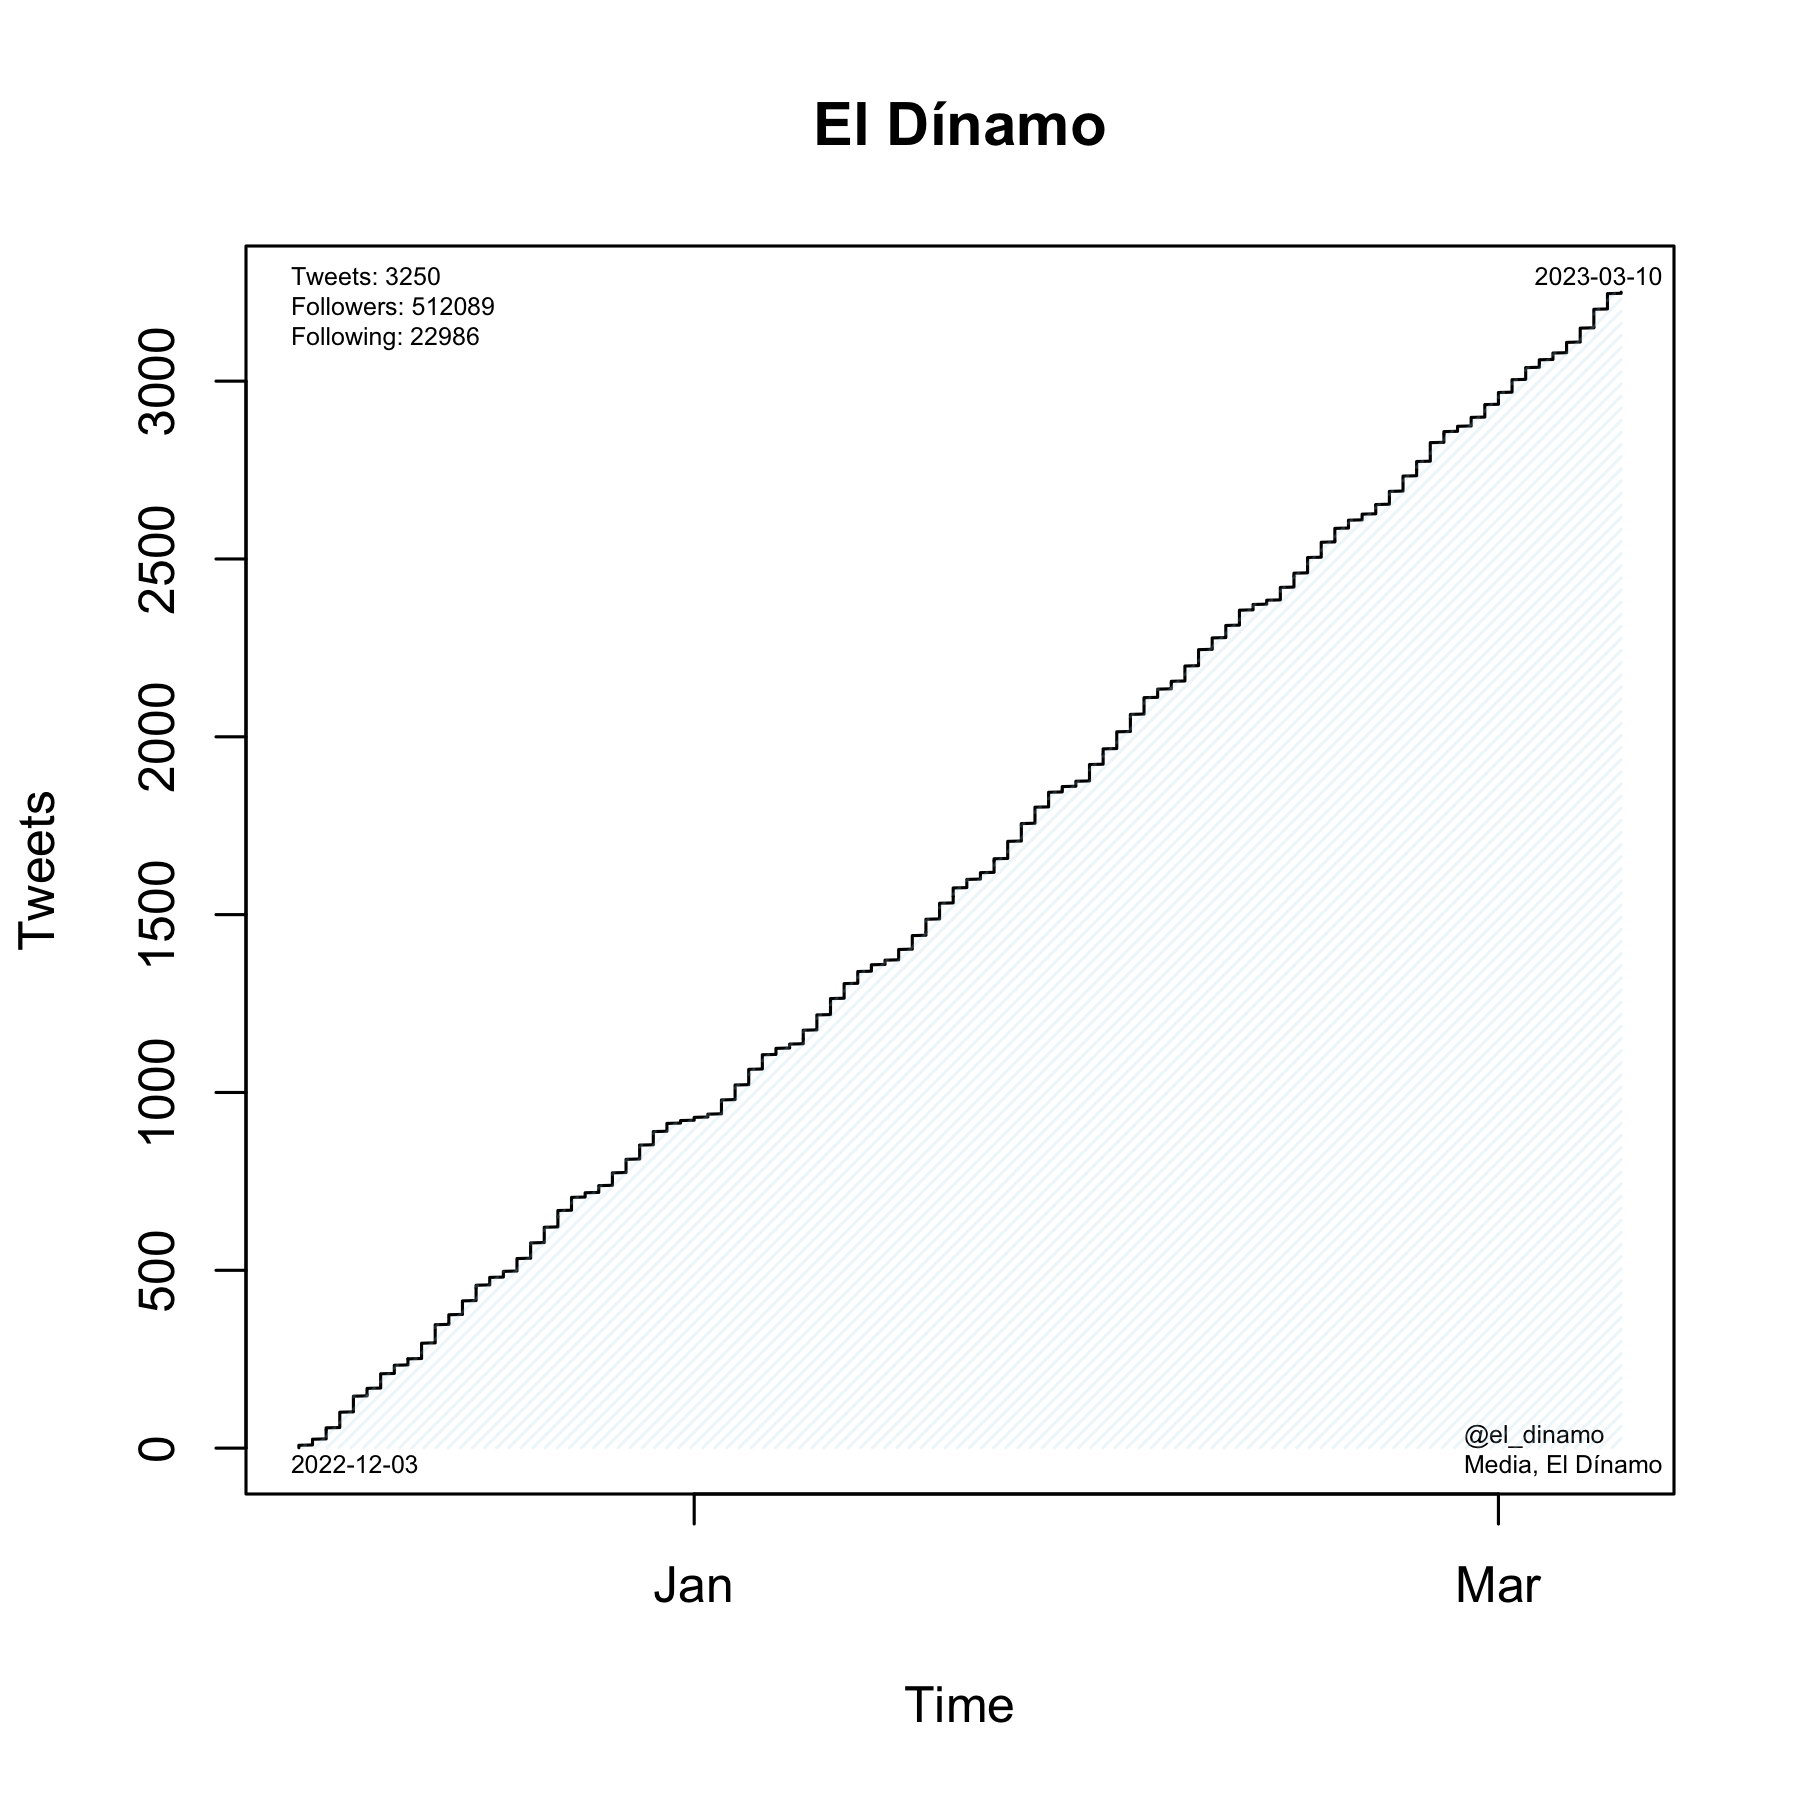 El Dínamo
Tweets: 3250
Followers: 512089
Following: 22986
2023-03-10
3000
2500
2000
1500
1000
500
0
Tweets
2022-12-03
@el_dinamo
Media, El Dínamo
Jan
Mar
Time